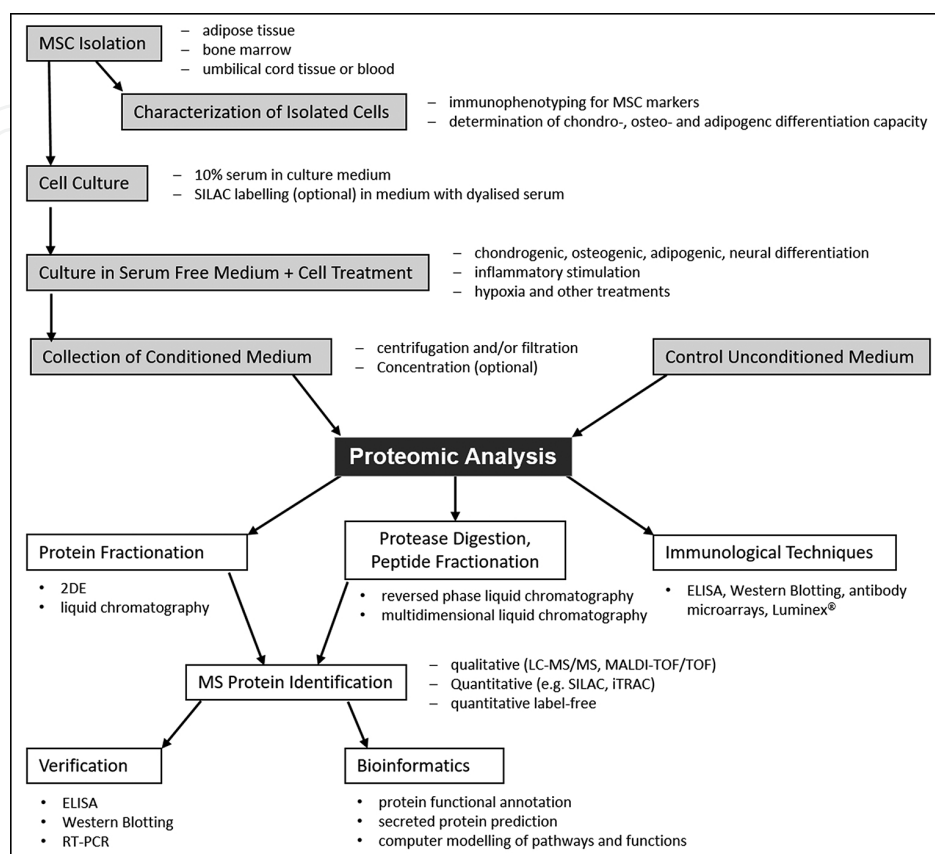 MSC Isolation
– adipose tissue
– bone marrow
– umbilical cord tissue or blood
Characterization of Isolated Cells
– immunophenotyping for MSC markers
– determination of chondro-, osteo- and adipogenc differentiation capacity
Cell Culture
– 10% serum in culture medium
– SILAC labelling (optional) in medium with dyalised serum
Culture in Serum Free Medium + Cell Treatment
– chondrogenic, osteogenic, adipogenic, neural differentiation
– inflammatory stimulation
– hypoxia and other treatments
Collection of Conditioned Medium
– centrifugation and/or filtration
– Concentration (optional)
Control Unconditioned Medium
Proteomic Analysis
Protein Fractionation
• 2DE
• liquid chromatography
Protease Digestion,
Peptide Fractionation
• reversed phase liquid chromatography
• multidimensional liquid chromatography
Immunological Techniques
• ELISA, Western Blotting, antibody
microarrays, Luminex®
MS Protein Identification
– qualitative (LC-MS/MS, MALDI-TOF/TOF)
– Quantitative (e.g. SILAC, iTRAC)
– quantitative label-free
Verification
• ELISA
• Western Blotting
• RT-PCR
Bioinformatics
• protein functional annotation
• secreted protein prediction
• computer modelling of pathways and functions